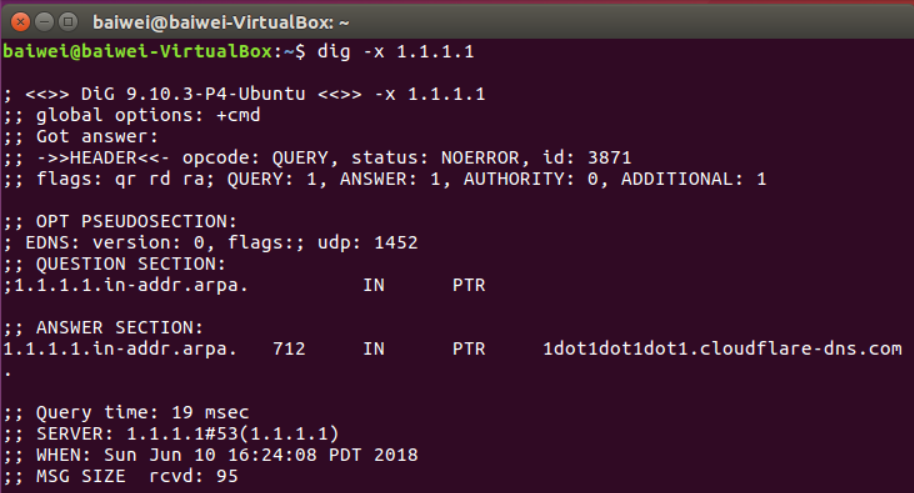 baiwei@baiwei-VirtualBox: ~
baiwei@baiwei-VirtualBox:~$ dig -x 1.1.1.1
; <<>> DiG 9.10.3-P4-Ubuntu <<>> -x 1.1.1.1
;; global options: +cmd
;; Got answer:
;; ->>HEADER<<- opcode: QUERY, status: NOERROR, id: 3871
;; flags: qr rd ra; QUERY: 1, ANSWER: 1, AUTHORITY: 0, ADDITIONAL: 1
;; OPT PSEUDOSECTION:
; EDNS: version: 0, flags:; udp: 1452
;; QUESTION SECTION:
;1.1.1.1.in-addr.arpa. IN PTR
;; ANSWER SECTION:
1.1.1.1.in-addr.arpa. 712 IN PTR 1dot1dot1dot1.cloudflare-dns.com
.
;; Query time: 19 msec
;; SERVER: 1.1.1.1#53(1.1.1.1)
;; WHEN: Sun Jun 10 16:24:08 PDT 2018
;; MSG SIZE rcvd: 95